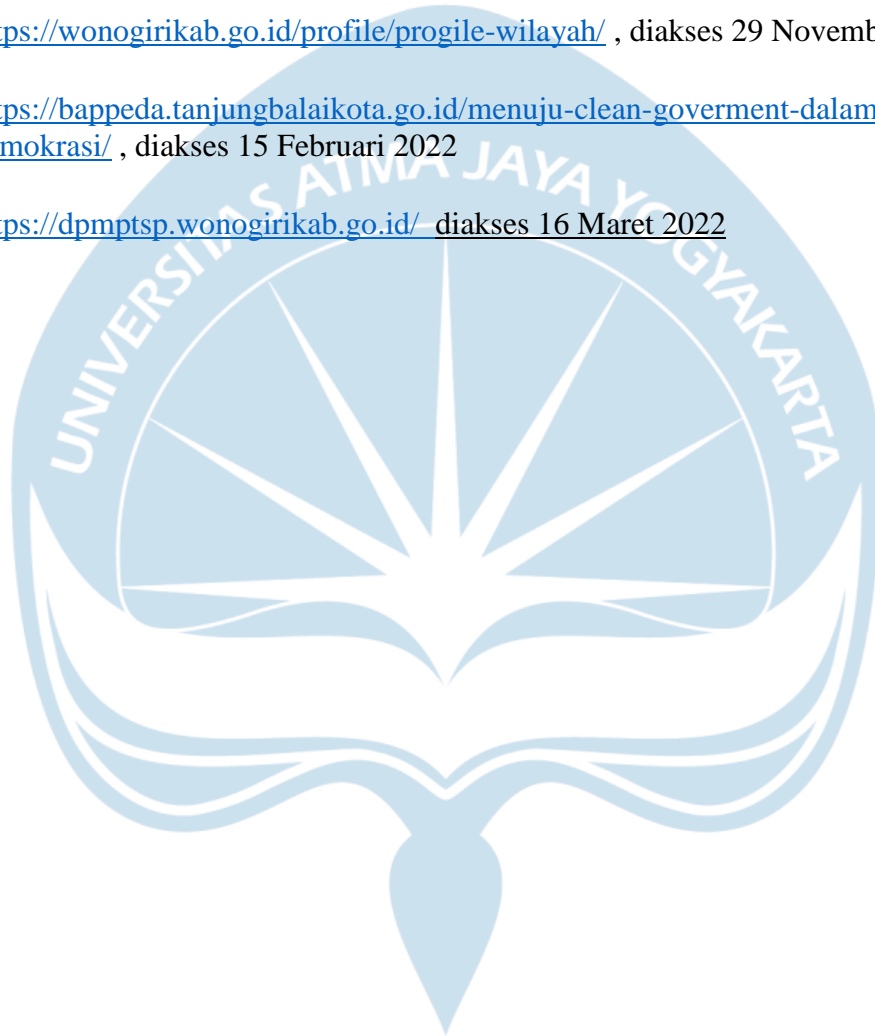 tps://wonogirikab.go.id/profile/progile-wilayah/ , diakses 29 Novemb
tps://bappeda.tanjungbalaikota.go.id/menuju-clean-goverment-dalam
mokrasi/ , diakses 15 Februari 2022
tps://dpmptsp.wonogirikab.go.id/ diakses 16 Maret 2022
UNIVERSITAS ATMA JAYA YOGYAKARTA